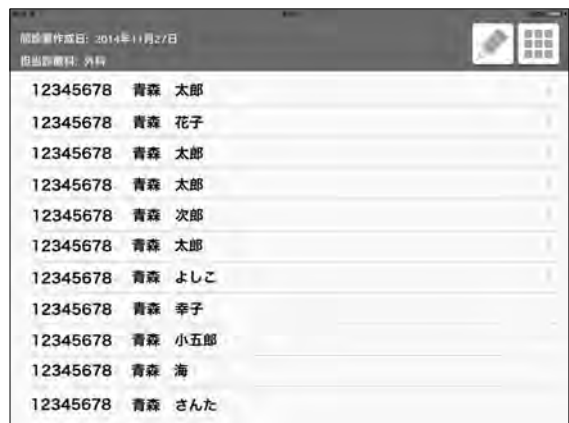 問診票作成日: 2014年11月27日
担当診療科: 外科
12345678 青森 太郎
12345678 青森 花子
12345678 青森 太郎
12345678 青森 太郎
12345678 青森 次郎
12345678 青森 太郎
12345678 青森 よしこ
12345678 青森 幸子
12345678 青森 小五郎
12345678 青森 海
12345678 青森 さんた